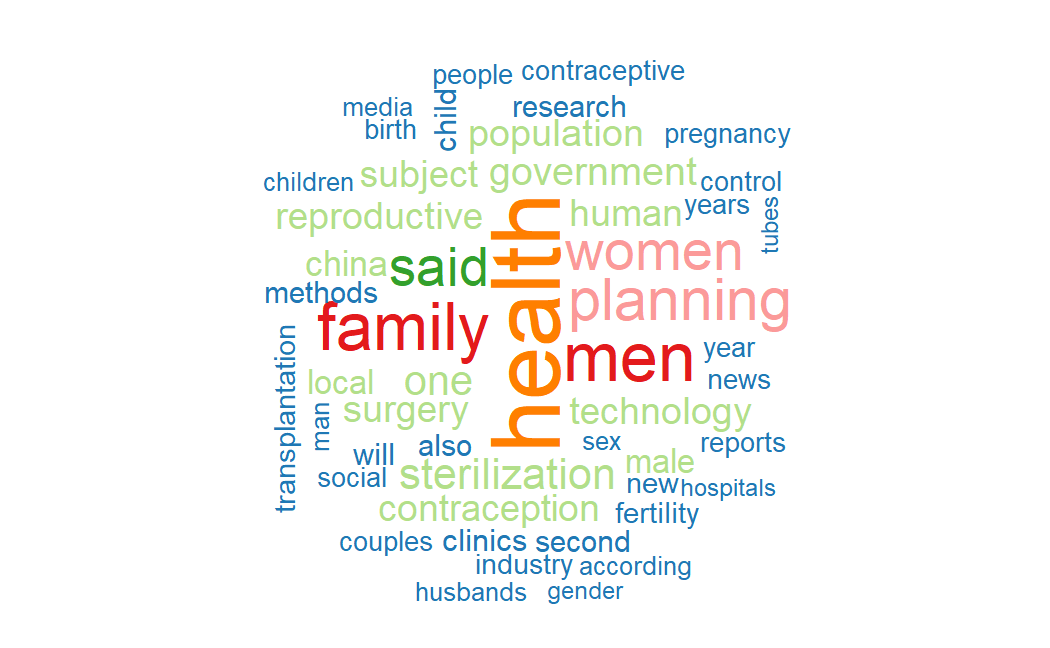 people contraceptive
media child research
birth population pregnancy
children subject government control
reproductive health human years tubes
china said women
methods planning
family men year
transplantation local one news
man surgery technology
will also sex reports
social sterilization male
new hospitals
contraception fertility
couples clinics second
industry according
husbands gender